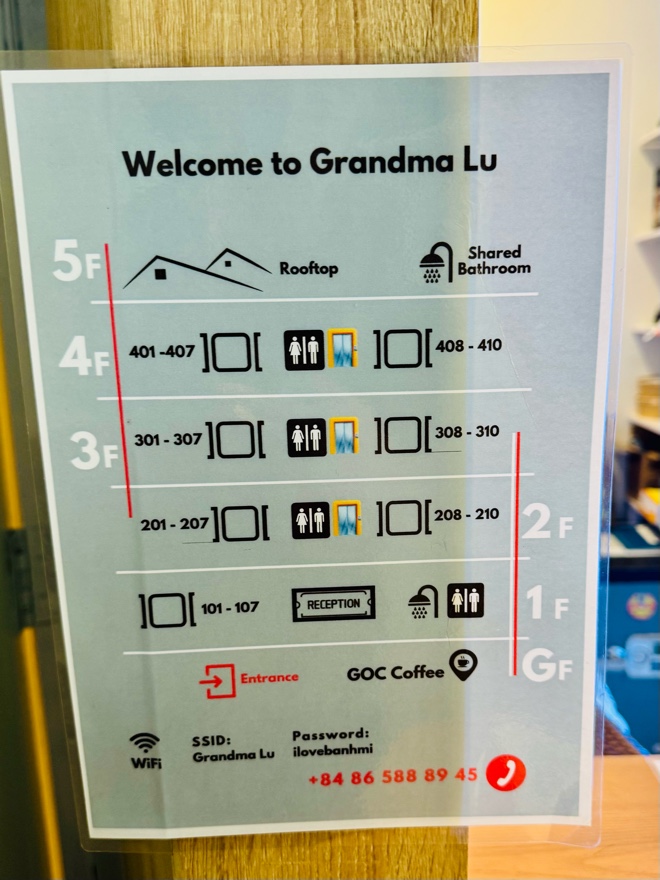 Welcome to Grandma Lu
5F Rooftop Shared Bathroom
4F 401 -407 408 - 410
3F 301 - 307 308 - 310
201 - 207 208 - 210 2F
101 - 107 RECEPTION 1F
Entrance GOC Coffee GF
WiFi SSID: Grandma Lu Password: ilovebanhmi
+84 86 588 89 45